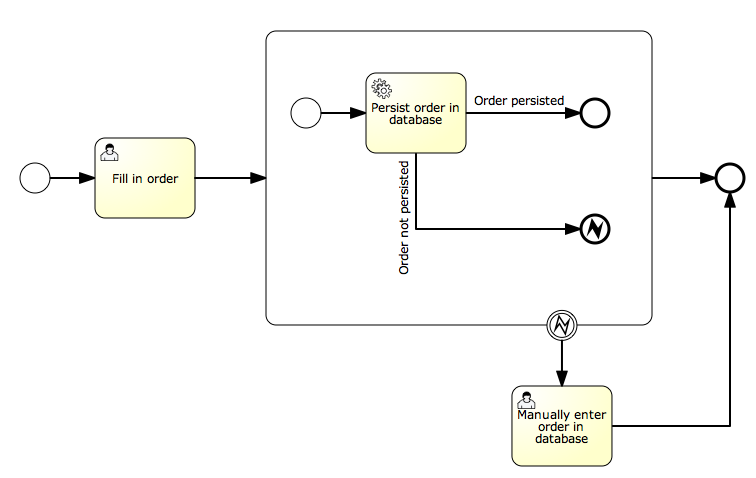 Order persisted
Persist order in
database
Fill in order
Order not persisted
Manually enter
order in
database